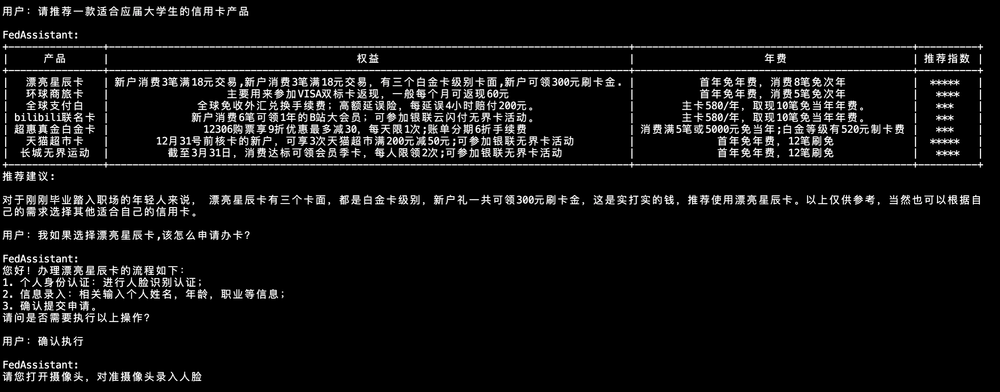 用户：请推荐一款适合应届大学生的信用卡产品
FedAssistant:
+----------------+----------------------------------------------------------------------------------------+-----------------------------------------------+----------+
| 产品 | 权益 | 年费 | 推荐指数 |
+----------------+----------------------------------------------------------------------------------------+-----------------------------------------------+----------+
| 漂亮星辰卡 | 新户消费3笔满18元交易,新户消费3笔满18元交易，有三个白金卡级别卡面,新户可领300元刷卡金. | 首年免年费，消费8笔免次年 | ***** |
| 环球商旅卡 | 主要用来参加VISA双标卡返现，一般每个月可返现60元 | 首年免年费，消费5笔免次年 | **** |
| 全球支付白 | 全球免收外汇兑换手续费；高额延误险，每延误4小时赔付200元。 | 主卡580/年，取现10笔免当年年费。 | *** |
| bilibili联名卡 | 新户消费6笔可领1年的B站大会员；可参加银联云闪付无界卡活动。 | 主卡580/年，取现10笔免当年年费。 | *** |
| 超惠真金白金卡 | 12306购票享9折优惠最多减30，每天限1次;账单分期6折手续费 | 消费满5笔或5000元免当年;白金等级有520元制卡费 | *** |
| 天猫超市卡 | 12月31号前核卡的新户，可享3次天猫超市满200元减50元;可参加银联无界卡活动 | 首年免年费，12笔刷免 | ***** |
| 长城无界运动 | 截至3月31日，消费达标可领会员季卡，每人限领2次;可参加银联无界卡活动 | 首年免年费，12笔刷免 | **** |
+----------------+----------------------------------------------------------------------------------------+-----------------------------------------------+----------+
推荐建议:
对于刚刚毕业踏入职场的年轻人来说， 漂亮星辰卡有三个卡面，都是白金卡级别，新户礼一共可领300元刷卡金，这是实打实的钱，推荐使用漂亮星辰卡。以上仅供参考，当然也可以根据自
己的需求选择其他适合自己的信用卡。
用户：我如果选择漂亮星辰卡,该怎么申请办卡？
FedAssistant:
您好！办理漂亮星辰卡的流程如下：
1. 个人身份认证：进行人脸识别认证；
2. 信息录入：相关输入个人姓名，年龄，职业等信息；
3. 确认提交申请。
请问是否需要执行以上操作？
用户：确认执行
FedAssistant:
请您打开摄像头，对准摄像头录入人脸